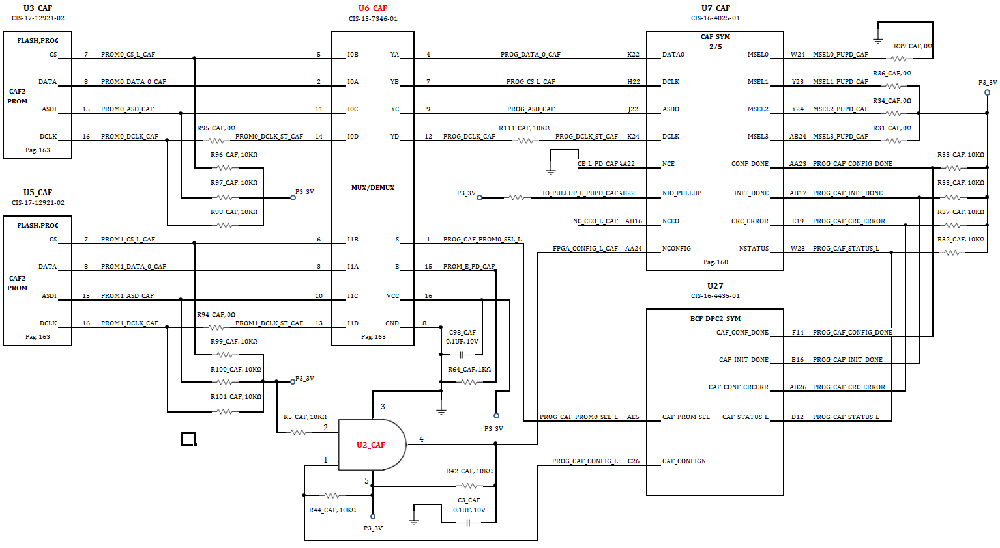 U3_CAF
CIS-17-12921-02
FLASH,PROG
CS
DATA
CAF2
PROM
ASDI
DCLK
Pag. 163
7 PROM0_CS_L_CAF
8 PROM0_DATA_0_CAF
15 PROM0_ASD_CAF
16 PROM0_DCLK_CAF
R95_CAF, 0Ω
PROM0_DCLK_ST_CAF
R96_CAF, 10KΩ
R97_CAF, 10KΩ
P3_3V
R98_CAF, 10KΩ
U5_CAF
CIS-17-12921-02
FLASH,PROG
CS
DATA
CAF2
PROM
ASDI
DCLK
Pag. 163
7 PROM1_CS_L_CAF
8 PROM1_DATA_0_CAF
15 PROM1_ASD_CAF
16 PROM1_DCLK_CAF
R94_CAF, 0Ω
PROM1_DCLK_ST_CAF
R99_CAF, 10KΩ
R100_CAF, 10KΩ
P3_3V
R101_CAF, 10KΩ
U6_CAF
CIS-15-7346-01
5 I0B YA 4
2 I0A YB 7
11 I0C YC 9
14 I0D YD 12
MUX/DEMUX
6 I1B S 1
3 I1A E 15
10 I1C VCC 16
13 I1D GND 8
Pag. 163
PROG_DATA_0_CAF
PROG_CS_L_CAF
PROG_ASD_CAF
PROG_DCLK_CAF
R111_CAF, 10KΩ
PROG_DCLK_ST_CAF
CE_L_PD_CAF
P3_3V
IO_PULLUP_L_PUPD_CAF
NC_CEO_L_CAF
PROG_CAF_PROM0_SEL_L
FPGA_CONFIG_L_CAF
PROM_E_PD_CAF
C98_CAF
0.1UF, 10V
R64_CAF, 1KΩ
P3_3V
R5_CAF, 10KΩ
3
2
U2_CAF
4
1
5
R42_CAF, 10KΩ
R44_CAF, 10KΩ
C3_CAF
0.1UF, 10V
P3_3V
U7_CAF
CIS-16-4025-01
CAF_SYM
2/5
K22 DATA0 MSEL0 W24 MSEL0_PUPD_CAF
H22 DCLK MSEL1 Y23 MSEL1_PUPD_CAF
J22 ASDO MSEL2 Y24 MSEL2_PUPD_CAF
K24 DCLK MSEL3 AB24 MSEL3_PUPD_CAF
AA22 NCE CONF_DONE AA23 PROG_CAF_CONFIG_DONE
AB22 NIO_PULLUP INIT_DONE AB17 PROG_CAF_INIT_DONE
AB16 NCEO CRC_ERROR E19 PROG_CAF_CRC_ERROR
AA24 NCONFIG NSTATUS W23 PROG_CAF_STATUS_L
Pag. 160
R39_CAF, 0Ω
R36_CAF, 0Ω
P3_3V
R34_CAF, 0Ω
R31_CAF, 0Ω
R33_CAF, 10KΩ
R33_CAF, 10KΩ
R37_CAF, 10KΩ
R32_CAF, 10KΩ
U27
CIS-16-4435-01
BCF_DPC2_SYM
CAF_CONF_DONE F14 PROG_CAF_CONFIG_DONE
CAF_INIT_DONE B16 PROG_CAF_INIT_DONE
CAF_CONF_CRCERR AB26 PROG_CAF_CRC_ERROR
PROG_CAF_PROM0_SEL_L AE5 CAF_PROM_SEL CAF_STATUS_L D12 PROG_CAF_STATUS_L
PROG_CAF_CONFIG_L C26 CAF_CONFIGN